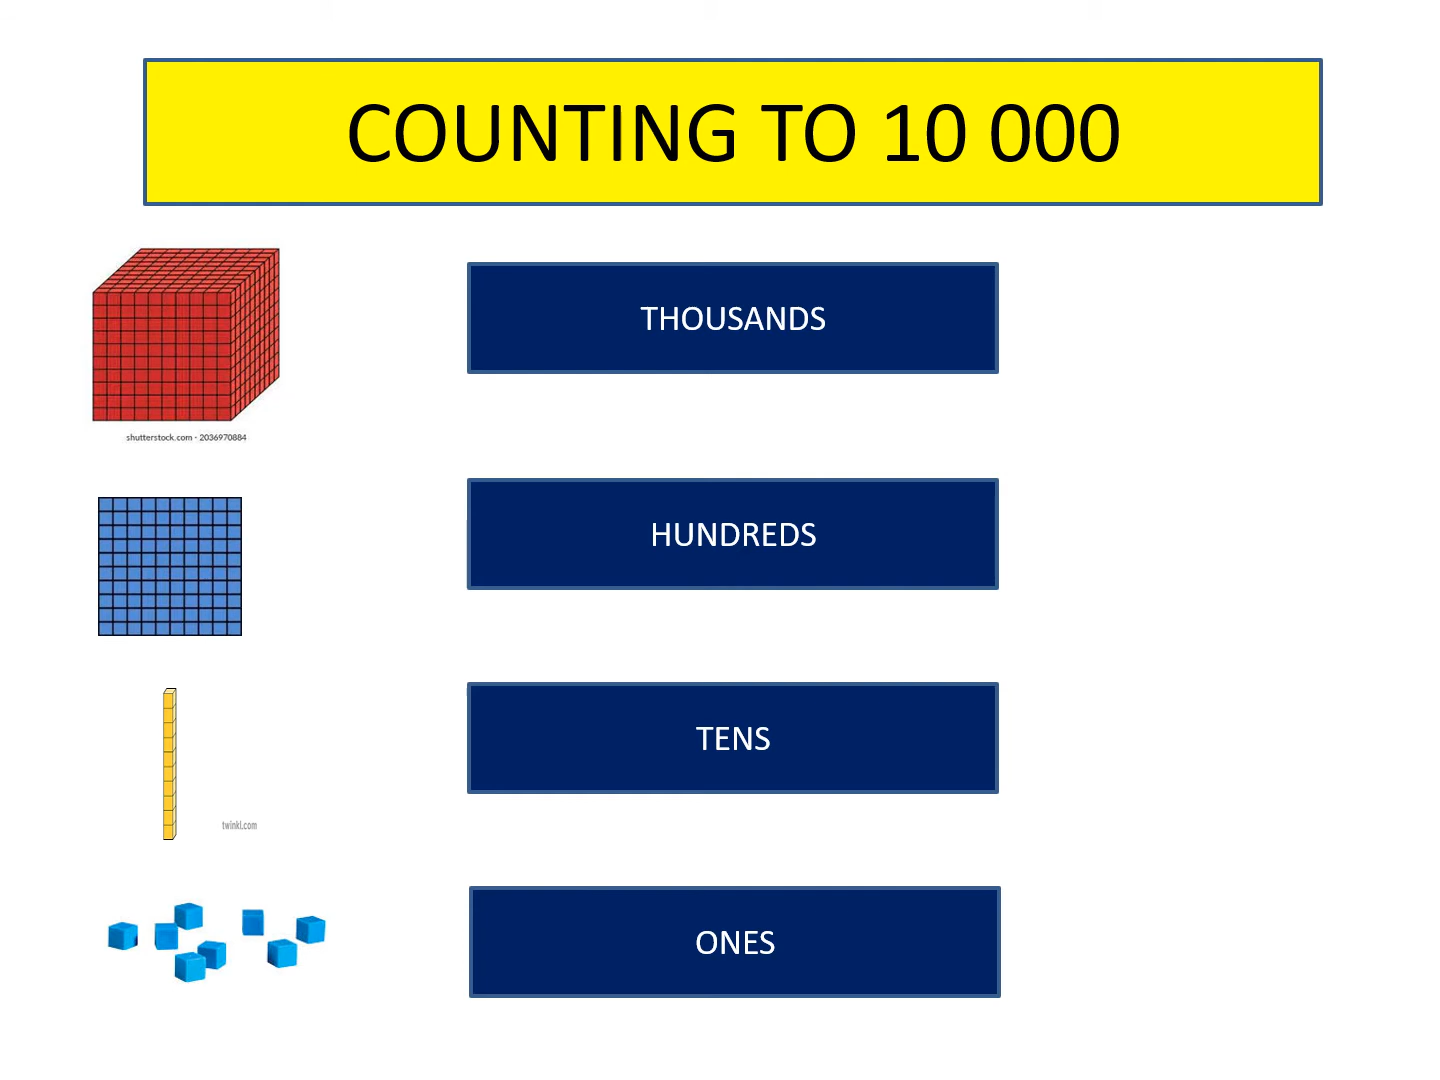 COUNTING TO 10 000
THOUSANDS
shutterstock.com - 2036970884
HUNDREDS
TENS
twinkl.com
ONES